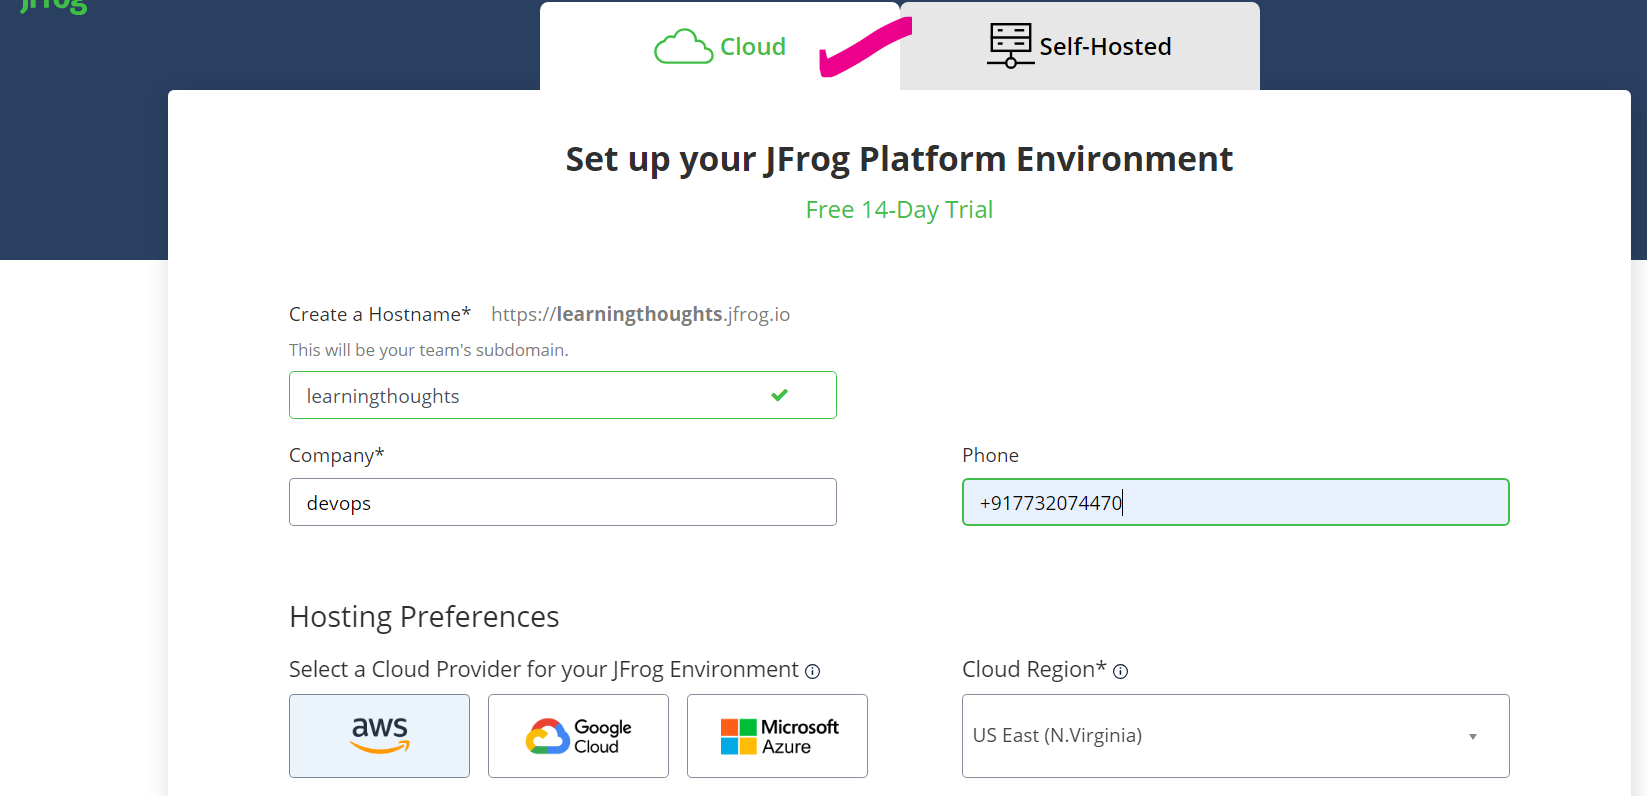 jfrog
Cloud
Self-Hosted
Set up your JFrog Platform Environment
Free 14-Day Trial
Create a Hostname* https://learningthoughts.jfrog.io
This will be your team's subdomain.
learningthoughts
Company*
Phone
devops
+917732074470
Hosting Preferences
Select a Cloud Provider for your JFrog Environment
Cloud Region*
aws
Google Cloud
Microsoft Azure
US East (N.Virginia)